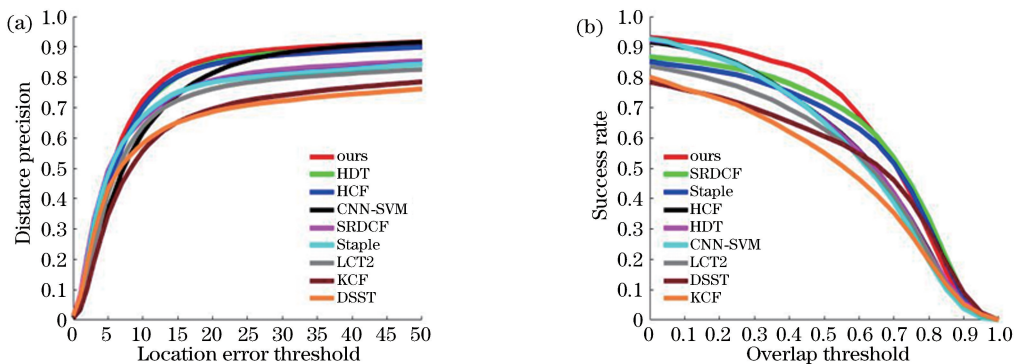 (a)
1.0
0.9
0.8
0.7
0.6
0.5
0.4
0.3
0.2
0.1
0
Distance precision
ours
HDT
HCF
CNN-SVM
SRDCF
Staple
LCT2
KCF
DSST
0 5 10 15 20 25 30 35 40 45 50
Location error threshold
(b)
1.0
0.9
0.8
0.7
0.6
0.5
0.4
0.3
0.2
0.1
0
Success rate
ours
SRDCF
Staple
HCF
HDT
CNN-SVM
LCT2
DSST
KCF
0 0.1 0.2 0.3 0.4 0.5 0.6 0.7 0.8 0.9 1.0
Overlap threshold